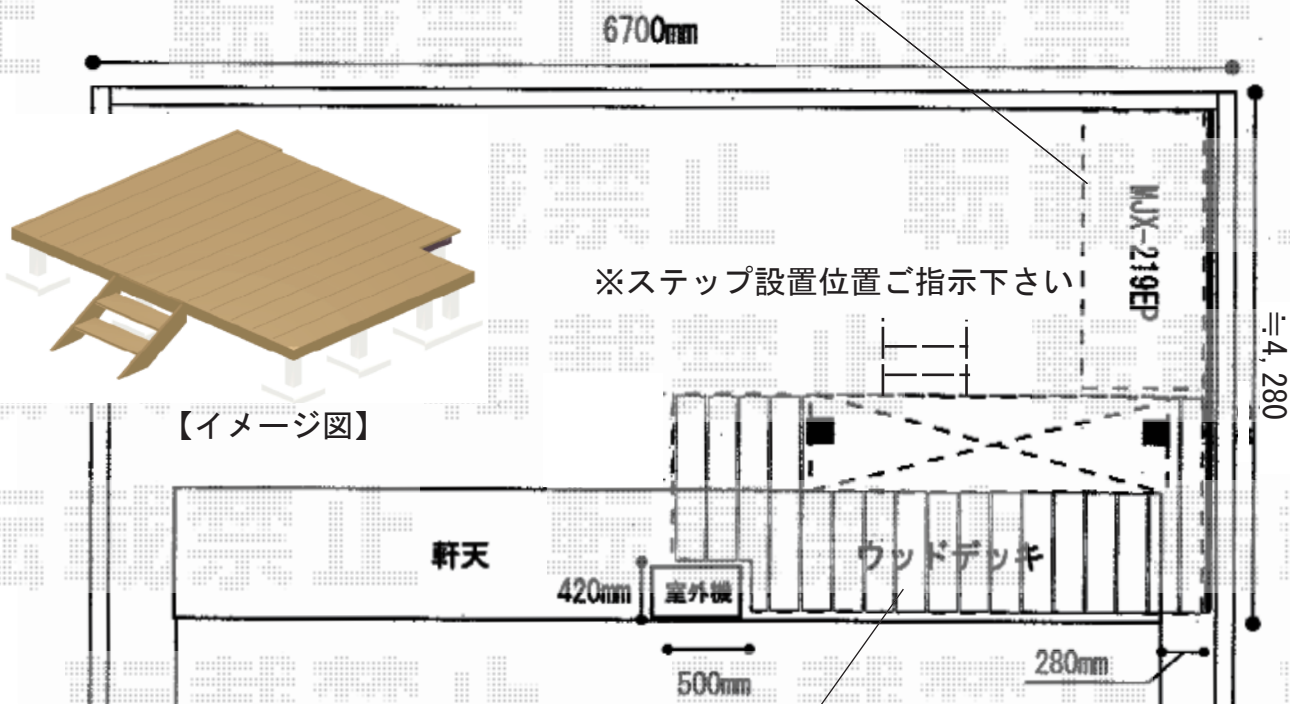 6700mm
MJX-219EP
※ステップ設置位置ご指示下さい
≒4,280
【イメージ図】
軒天
ウッドデッキ
420mm
室外機
280mm
500mm